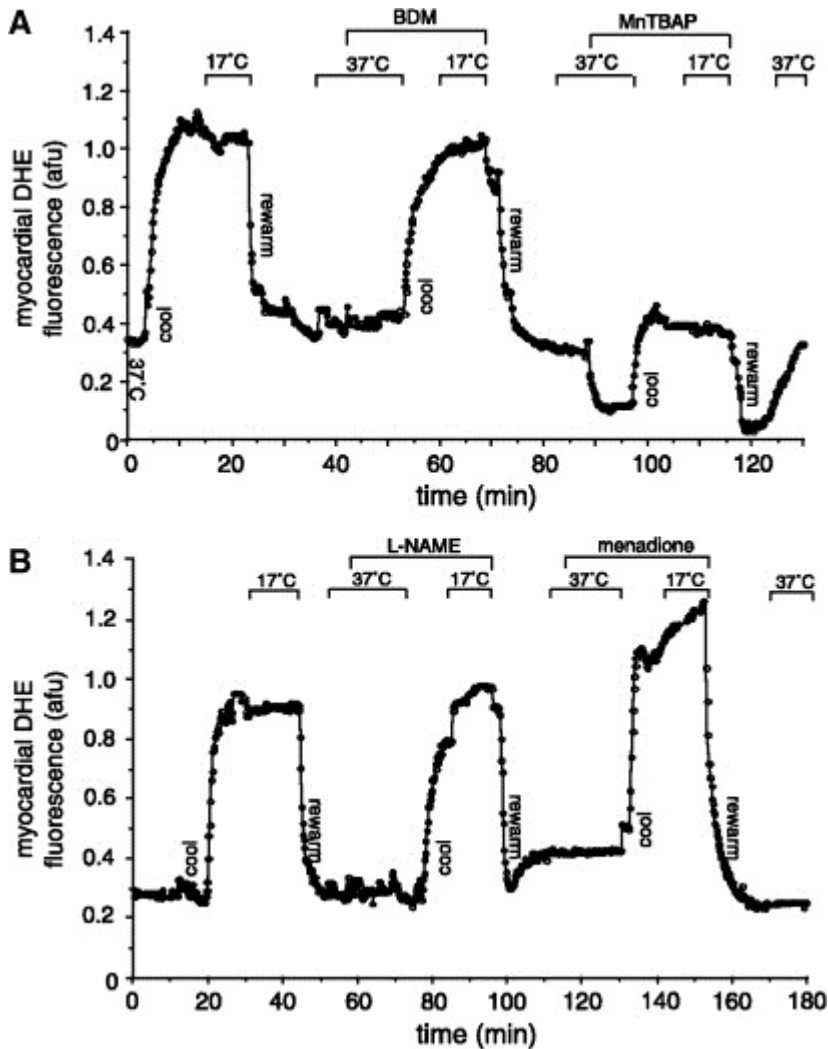 A
BDM
MnTBAP
17°C
37°C
17°C
37°C
17°C
37°C
1.4
1.2
1.0
0.8
0.6
0.4
0.2
0
myocardial DHE
fluorescence (afu)
37°C
cool
rewarm
cool
rewarm
cool
rewarm
0 20 40 60 80 100 120
time (min)
B
L-NAME
menadione
17°C
37°C
17°C
37°C
17°C
37°C
1.4
1.2
1.0
0.8
0.6
0.4
0.2
0
myocardial DHE
fluorescence (afu)
cool
rewarm
cool
rewarm
cool
rewarm
0 20 40 60 80 100 120 140 160 180
time (min)